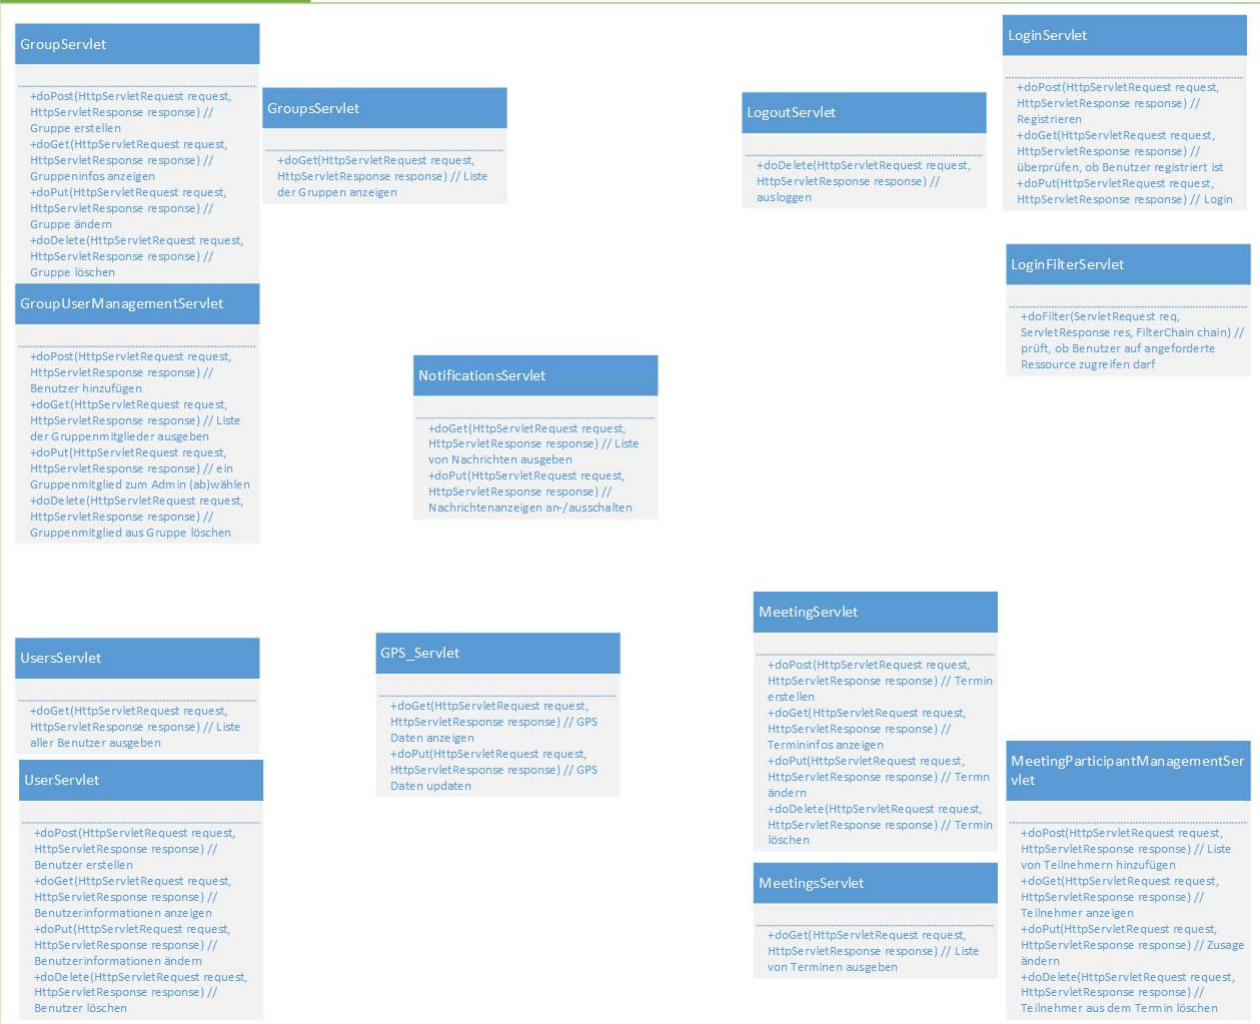 GroupServlet
+doPost(HttpServletRequest request,
HttpServletResponse response) //
Gruppe erstellen
+doGet(HttpServletRequest request,
HttpServletResponse response) //
Gruppeninfos anzeigen
+doPut(HttpServletRequest request,
HttpServletResponse response) //
Gruppe ändern
+doDelete(HttpServletRequest request,
HttpServletResponse response) //
Gruppe löschen
GroupsServlet
+doGet(HttpServletRequest request,
HttpServletResponse response) // Liste
der Gruppen anzeigen
LogoutServlet
+doDelete(HttpServletRequest request,
HttpServletResponse response) //
ausloggen
LoginServlet
+doPost(HttpServletRequest request,
HttpServletResponse response) //
Registrieren
+doGet(HttpServletRequest request,
HttpServletResponse response) //
überprüfen, ob Benutzer registriert ist
+doPut(HttpServletRequest request,
HttpServletResponse response) // Login
LoginFilterServlet
+doFilter(ServletRequest req,
ServletResponse res, FilterChain chain) //
prüft, ob Benutzer auf angeforderte
Ressource zugreifen darf
GroupUserManagementServlet
+doPost(HttpServletRequest request,
HttpServletResponse response) //
Benutzer hinzufügen
+doGet(HttpServletRequest request,
HttpServletResponse response) // Liste
der Gruppenmitglieder ausgeben
+doPut(HttpServletRequest request,
HttpServletResponse response) // ein
Gruppenmitglied zum Admin (ab)wählen
+doDelete(HttpServletRequest request,
HttpServletResponse response) //
Gruppenmitglied aus Gruppe löschen
NotificationsServlet
+doGet(HttpServletRequest request,
HttpServletResponse response) // Liste
von Nachrichten ausgeben
+doPut(HttpServletRequest request,
HttpServletResponse response) //
Nachrichtenanzeigen an-/ausschalten
UsersServlet
+doGet(HttpServletRequest request,
HttpServletResponse response) // Liste
aller Benutzer ausgeben
UserServlet
+doPost(HttpServletRequest request,
HttpServletResponse response) //
Benutzer erstellen
+doGet(HttpServletRequest request,
HttpServletResponse response) //
Benutzerinformationen anzeigen
+doPut(HttpServletRequest request,
HttpServletResponse response) //
Benutzerinformationen ändern
+doDelete(HttpServletRequest request,
HttpServletResponse response) //
Benutzer löschen
GPS_Servlet
+doGet(HttpServletRequest request,
HttpServletResponse response) // GPS
Daten anzeigen
+doPut(HttpServletRequest request,
HttpServletResponse response) // GPS
Daten updaten
MeetingServlet
+doPost(HttpServletRequest request,
HttpServletResponse response) // Termin
erstellen
+doGet(HttpServletRequest request,
HttpServletResponse response) //
Termininfos anzeigen
+doPut(HttpServletRequest request,
HttpServletResponse response) // Termn
ändern
+doDelete(HttpServletRequest request,
HttpServletResponse response) // Termin
löschen
MeetingsServlet
+doGet(HttpServletRequest request,
HttpServletResponse response) // Liste
von Terminen ausgeben
MeetingParticipantManagementSer
vlet
+doPost(HttpServletRequest request,
HttpServletResponse response) // Liste
von Teilnehmern hinzufügen
+doGet(HttpServletRequest request,
HttpServletResponse response) //
Teilnehmer anzeigen
+doPut(HttpServletRequest request,
HttpServletResponse response) // Zusage
ändern
+doDelete(HttpServletRequest request,
HttpServletResponse response) //
Teilnehmer aus dem Termin löschen